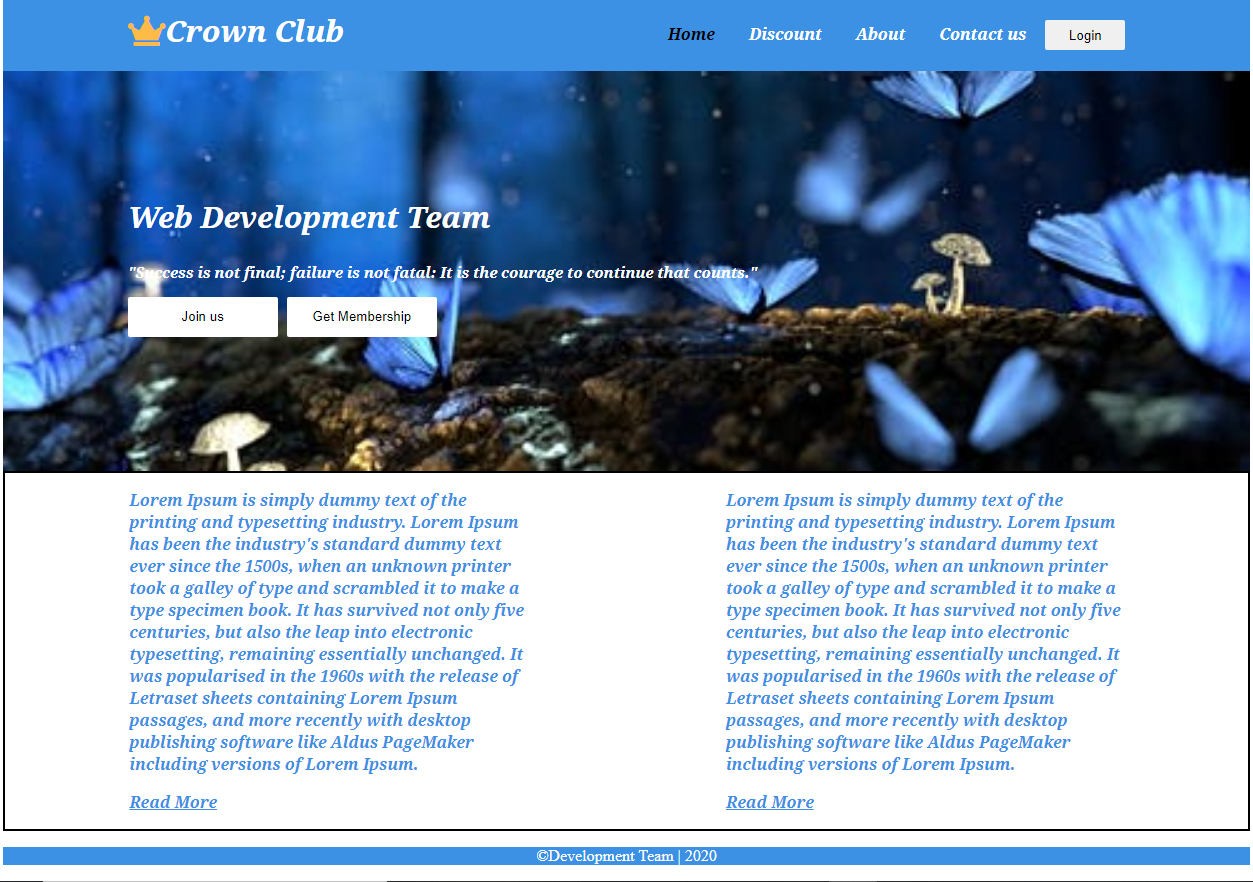 Crown Club
Home Discount About Contact us Login
Web Development Team
"Success is not final; failure is not fatal: It is the courage to continue that counts."
Join us Get Membership
Lorem Ipsum is simply dummy text of the
printing and typesetting industry. Lorem Ipsum
has been the industry's standard dummy text
ever since the 1500s, when an unknown printer
took a galley of type and scrambled it to make a
type specimen book. It has survived not only five
centuries, but also the leap into electronic
typesetting, remaining essentially unchanged. It
was popularised in the 1960s with the release of
Letraset sheets containing Lorem Ipsum
passages, and more recently with desktop
publishing software like Aldus PageMaker
including versions of Lorem Ipsum.
Read More
Lorem Ipsum is simply dummy text of the
printing and typesetting industry. Lorem Ipsum
has been the industry's standard dummy text
ever since the 1500s, when an unknown printer
took a galley of type and scrambled it to make a
type specimen book. It has survived not only five
centuries, but also the leap into electronic
typesetting, remaining essentially unchanged. It
was popularised in the 1960s with the release of
Letraset sheets containing Lorem Ipsum
passages, and more recently with desktop
publishing software like Aldus PageMaker
including versions of Lorem Ipsum.
Read More
©Development Team | 2020